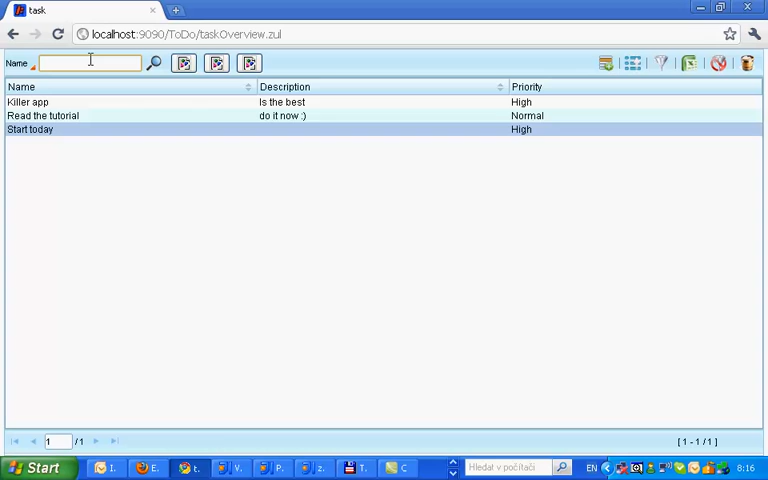 task
localhost:9090/ToDo/taskOverview.zul
Name
Name Description Priority
Killer app Is the best High
Read the tutorial do it now :) Normal
Start today High
1 / 1 [ 1 - 1 / 1 ]
Start I. E. t. V. P. z. T. C Hledat v počítači EN 8:16